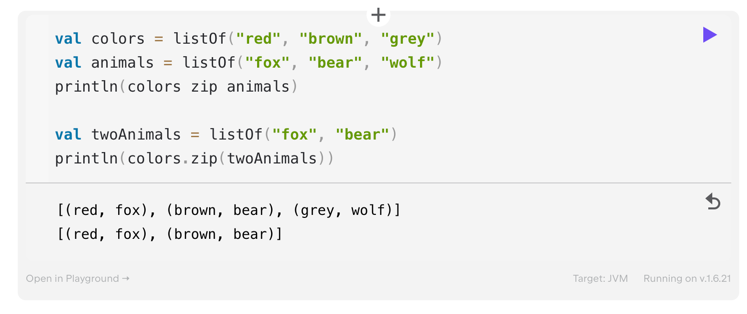 val colors = listOf("red", "brown", "grey")
val animals = listOf("fox", "bear", "wolf")
println(colors zip animals)
val twoAnimals = listOf("fox", "bear")
println(colors.zip(twoAnimals))
[(red, fox), (brown, bear), (grey, wolf)]
[(red, fox), (brown, bear)]
Open in Playground → Target: JVM Running on v.1.6.21